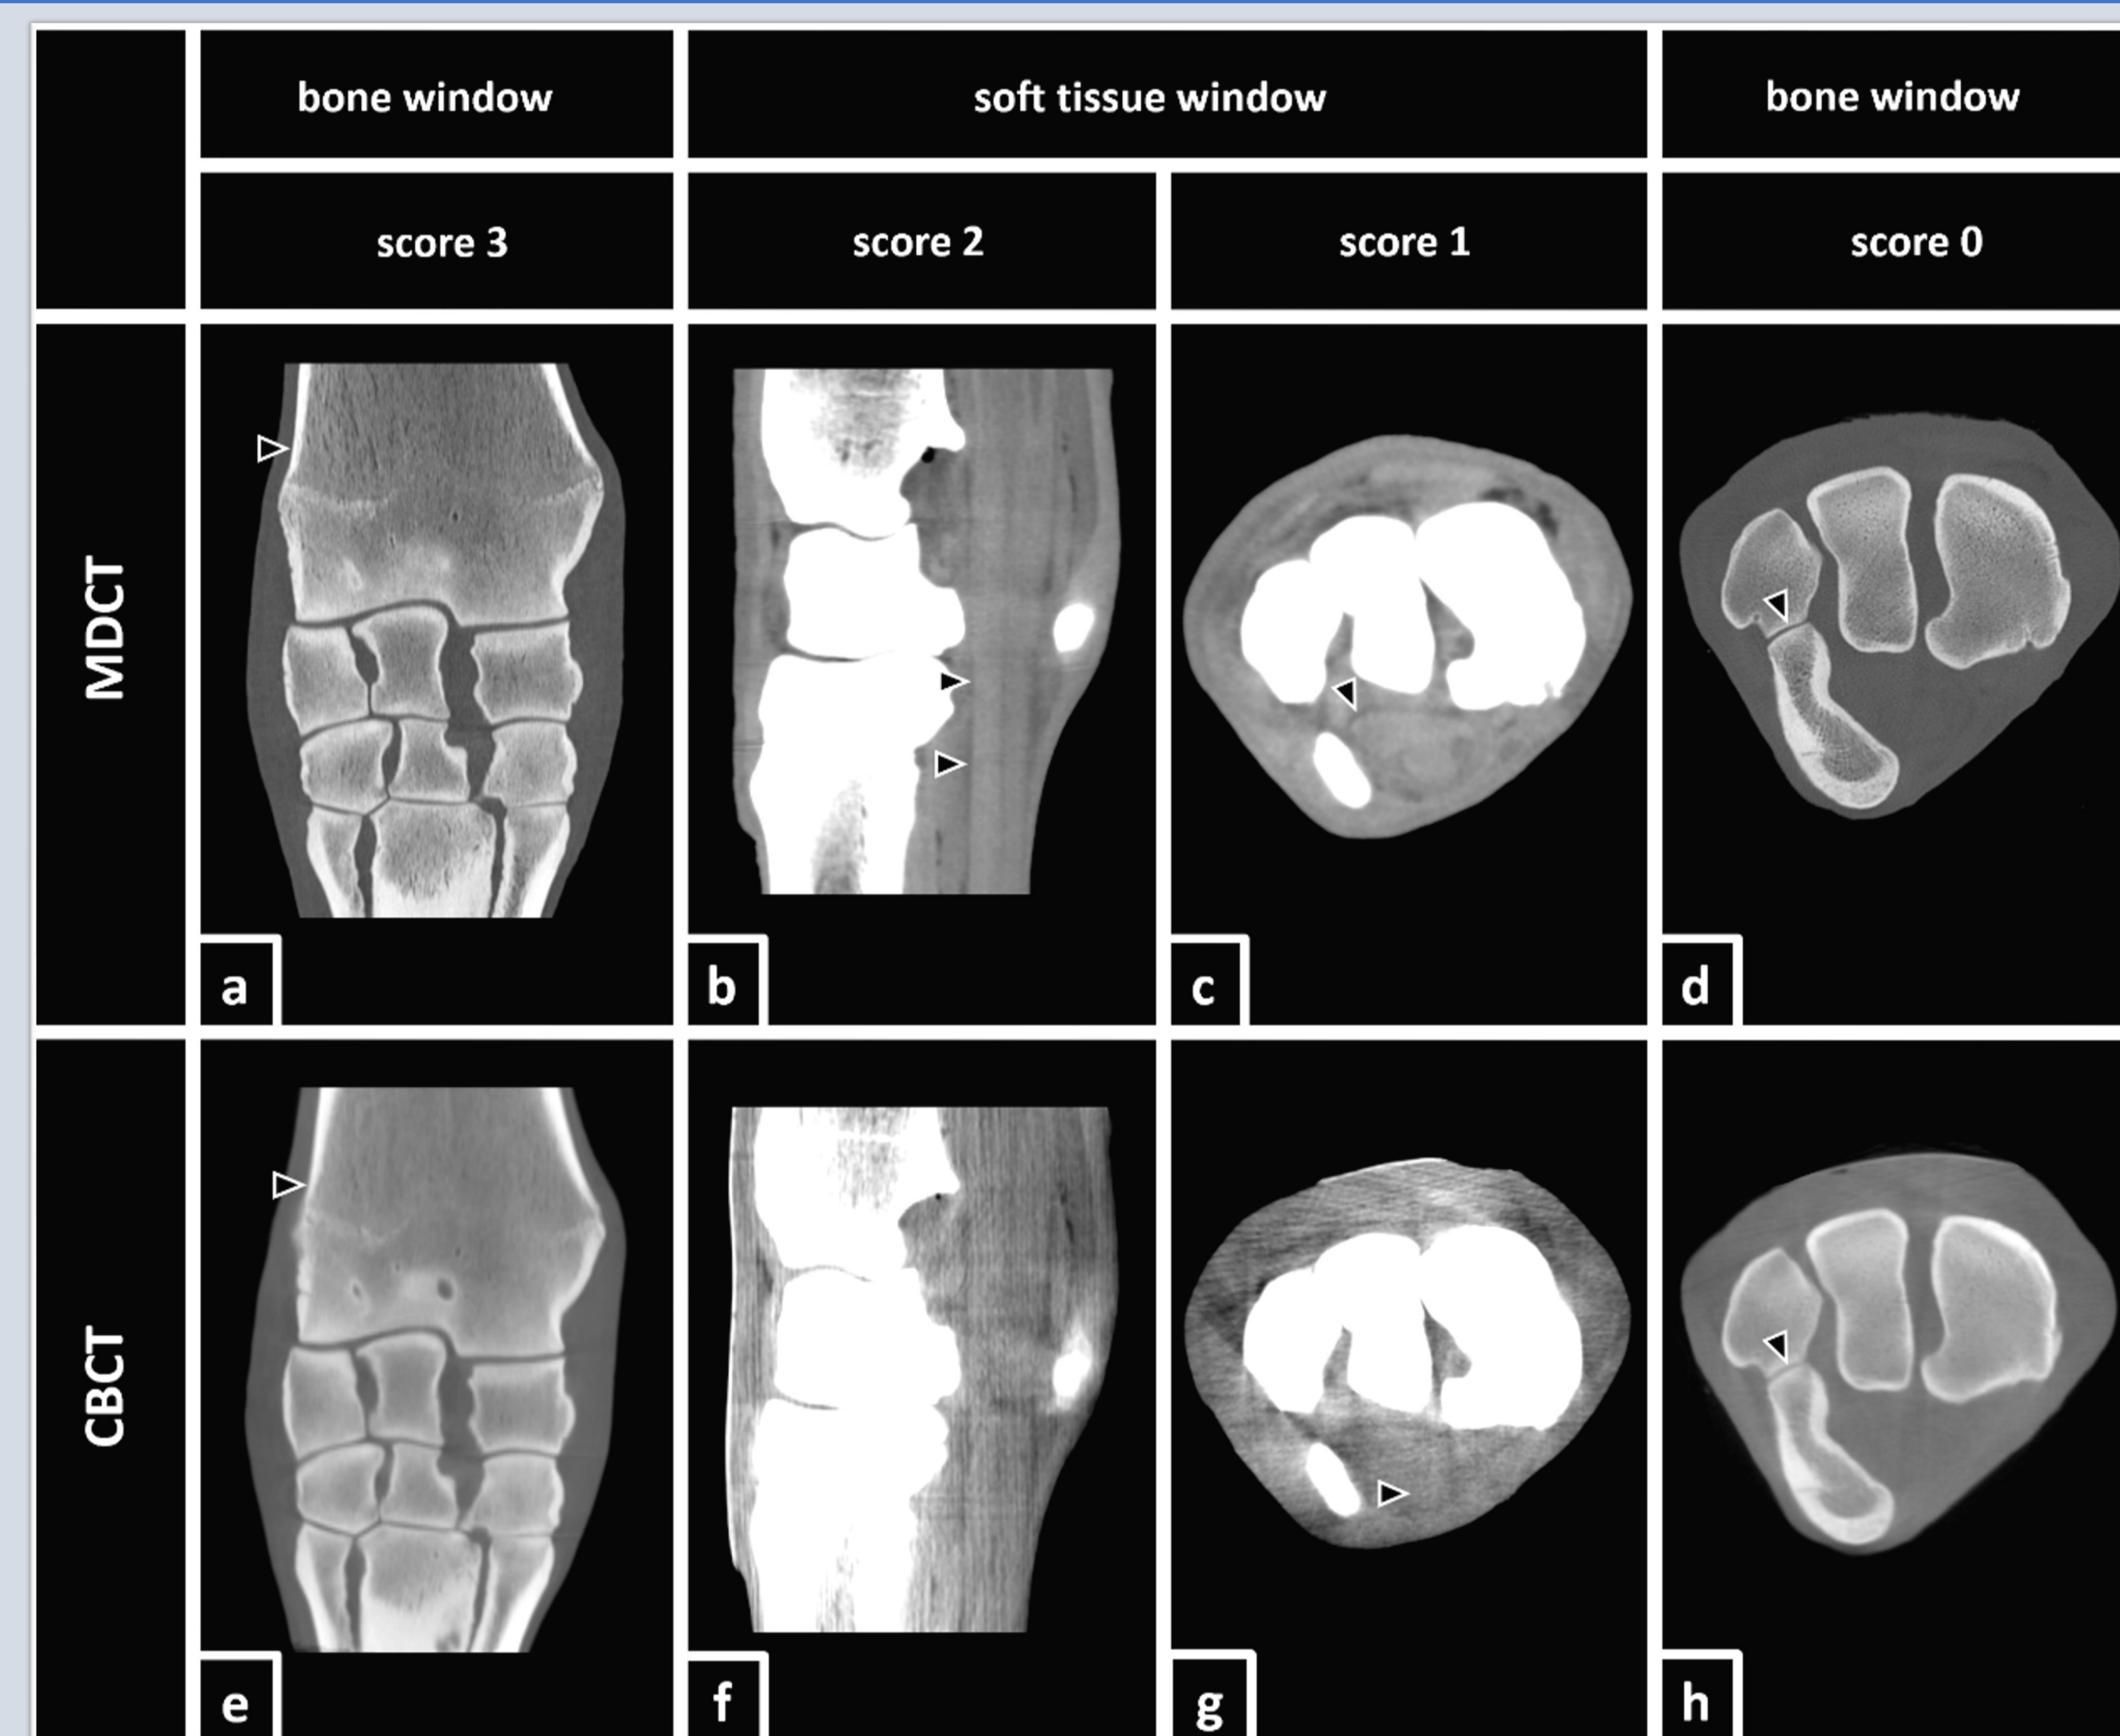 bone window
soft tissue window
bone window
score 3
score 2
score 1
score 0
MDCT
a
b
c
d
CBCT
e
f
g
h